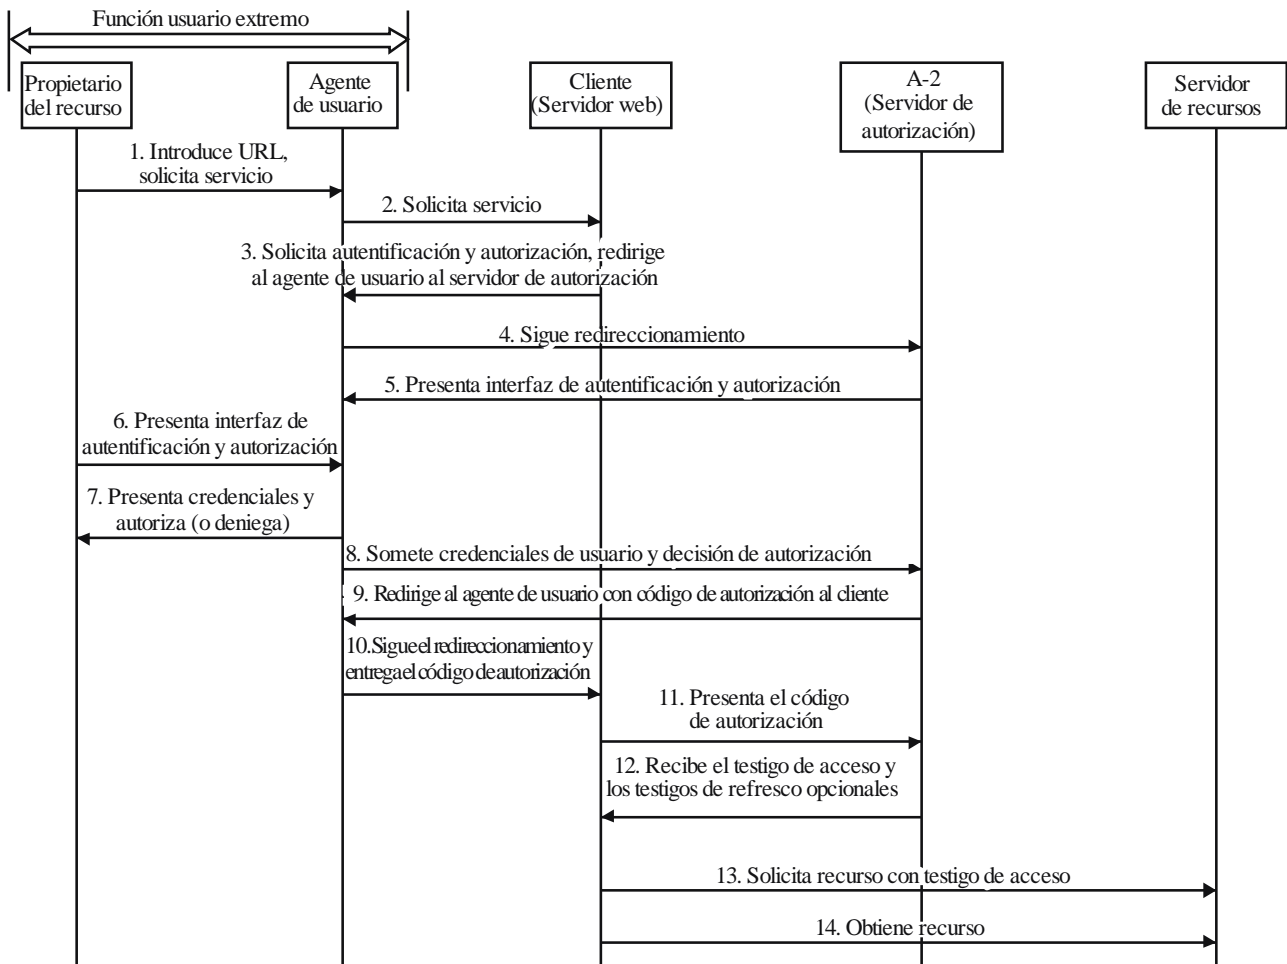 Función usuario extremo
Propietario
del recurso
Agente
de usuario
Cliente
(Servidor web)
A-2
(Servidor de
autorización)
Servidor
de recursos
1. Introduce URL,
solicita servicio
2. Solicita servicio
3. Solicita autentificación y autorización, redirige
al agente de usuario al servidor de autorización
4. Sigue redireccionamiento
5. Presenta interfaz de autentificación y autorización
6. Presenta interfaz de
autentificación y autorización
7. Presenta credenciales y
autoriza (o deniega)
8. Somete credenciales de usuario y decisión de autorización
9. Redirige al agente de usuario con código de autorización al cliente
10. Sigue el redireccionamiento y
entrega el código de autorización
11. Presenta el código
de autorización
12. Recibe el testigo de acceso y
los testigos de refresco opcionales
13. Solicita recurso con testigo de acceso
14. Obtiene recurso